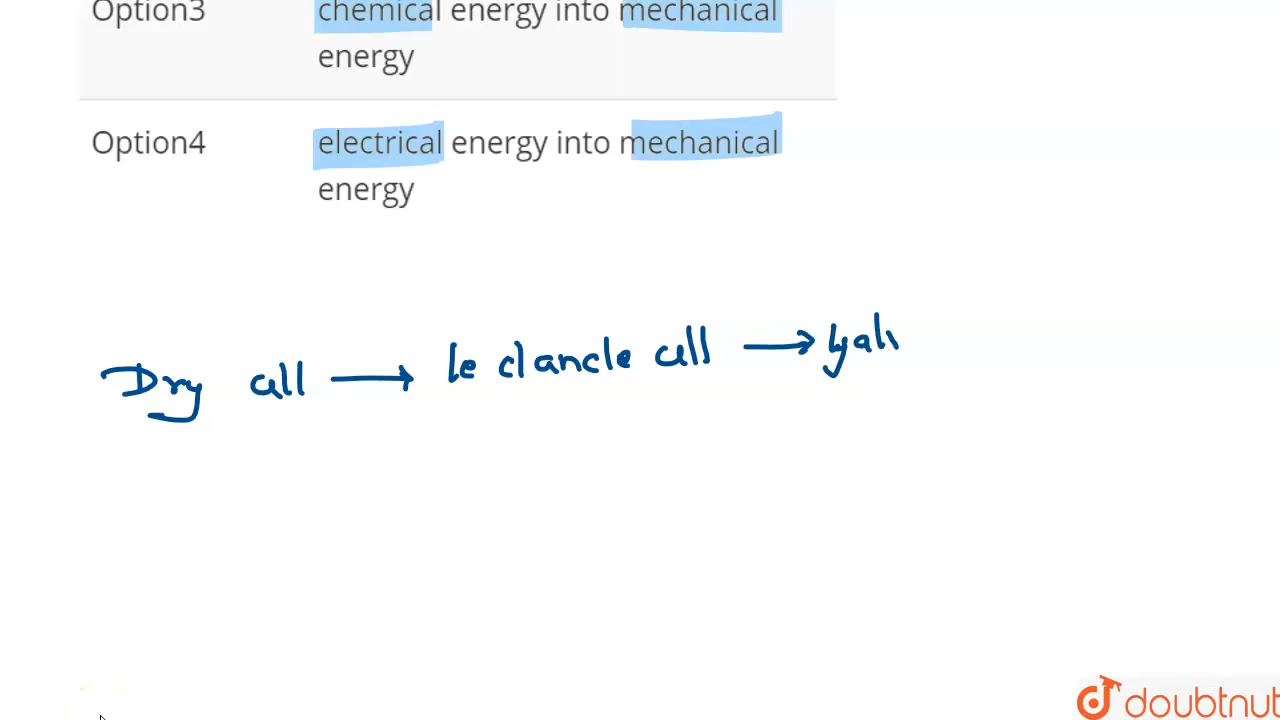 Option3 chemical energy into mechanical
energy
Option4 electrical energy into mechanical
energy
Dry cell → le clancle cell →
doubtnut